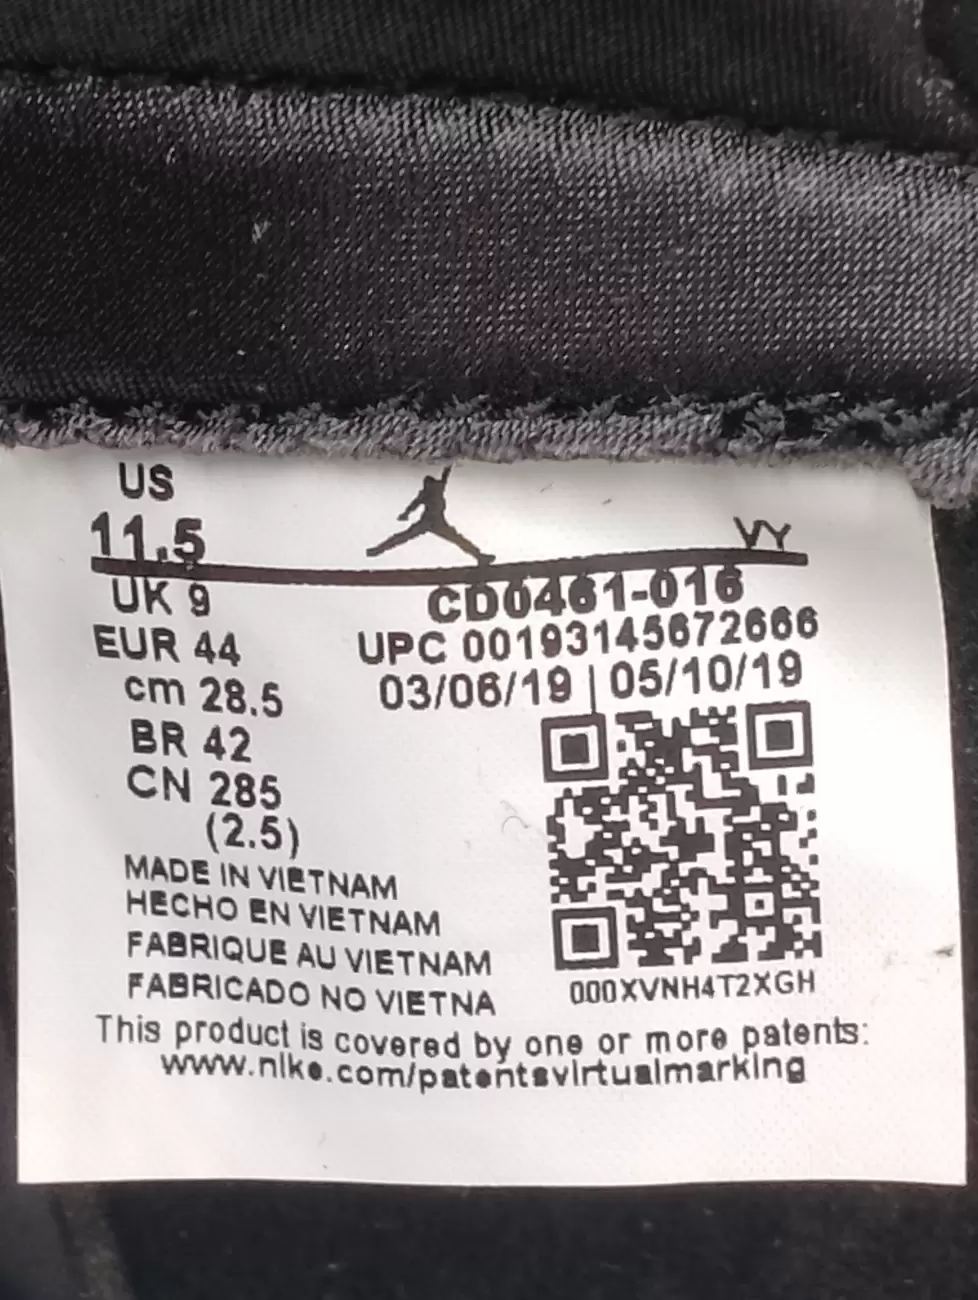 US
11.5
VY
UK 9
CD0461-016
EUR 44
UPC 00193145672666
cm 28.5
03/06/19 | 05/10/19
BR 42
CN 285
(2.5)
MADE IN VIETNAM
HECHO EN VIETNAM
FABRIQUE AU VIETNAM
FABRICADO NO VIETNA
000XVNH4T2XGH
This product is covered by one or more patents:
www.nike.com/patentsvirtualmarking